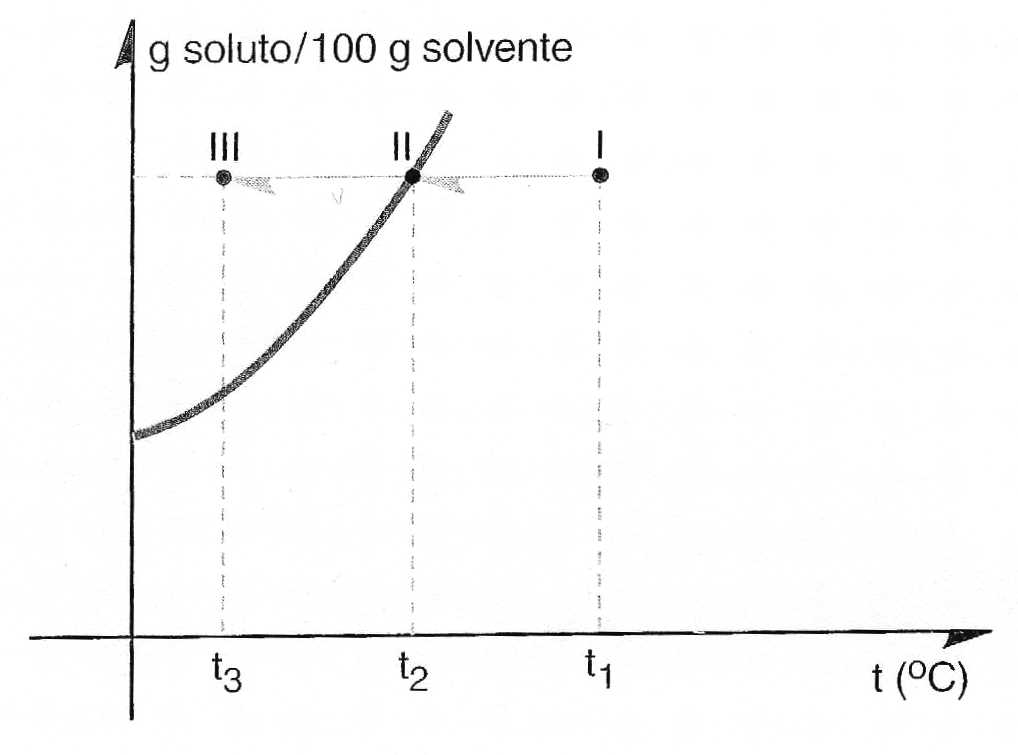 g soluto/100 g solvente
III II I
t₃ t₂ t₁ t (ºC)